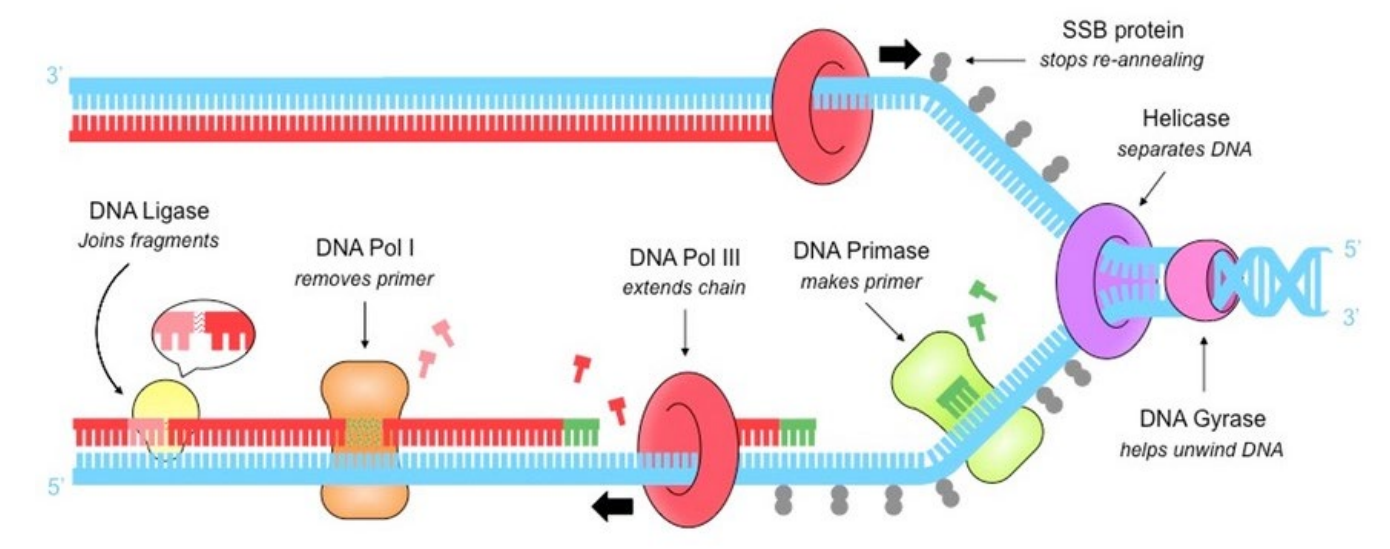 SSB protein
stops re-annealing
3’
Helicase
separates DNA
DNA Ligase
Joins fragments
DNA Pol I
removes primer
DNA Pol III
extends chain
DNA Primase
makes primer
5’
3’
DNA Gyrase
helps unwind DNA
5’